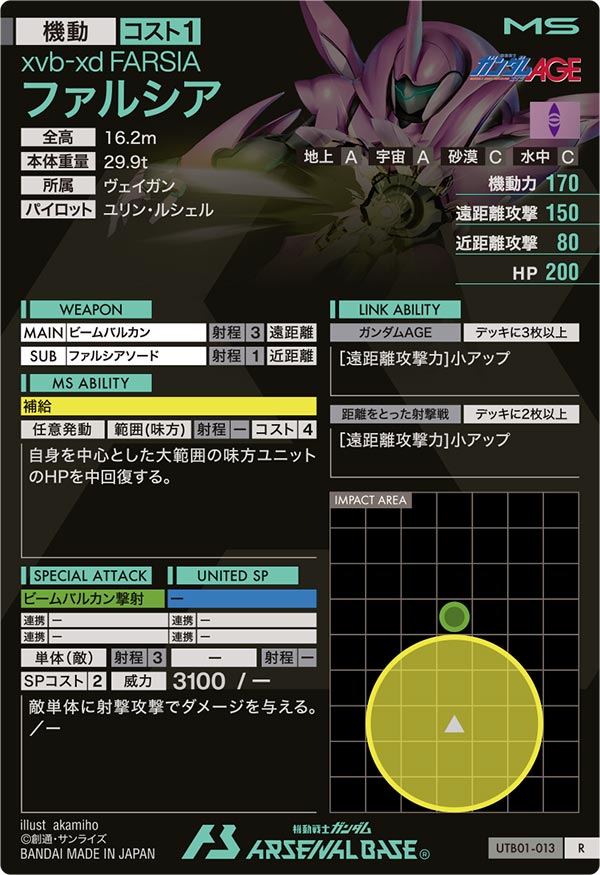 機動 コスト1 MS
xvb-xd FARSIA
ファルシア
ガンダムAGE
全高 16.2m
本体重量 29.9t
所属 ヴェイガン
パイロット ユリン・ルシェル
地上 A 宇宙 A 砂漠 C 水中 C
機動力 170
遠距離攻撃 150
近距離攻撃 80
HP 200
WEAPON
MAIN ビームバルカン 射程 3 遠距離
SUB ファルシアソード 射程 1 近距離
MS ABILITY
補給
任意発動 範囲(味方) 射程 ー コスト 4
自身を中心とした大範囲の味方ユニット
のHPを中回復する。
LINK ABILITY
ガンダムAGE デッキに3枚以上
[遠距離攻撃力]小アップ
距離をとった射撃戦 デッキに2枚以上
[遠距離攻撃力]小アップ
IMPACT AREA
SPECIAL ATTACK UNITED SP
ビームバルカン撃射 ー
連携 ー 連携 ー
連携 ー 連携 ー
単体(敵) 射程 3 ー 射程 ー
SPコスト 2 威力 3100 / ー
敵単体に射撃攻撃でダメージを与える。
/ー
illust akamiho
©創通・サンライズ
BANDAI MADE IN JAPAN
機動戦士ガンダム
ARSENAL BASE ®
UTB01-013 R